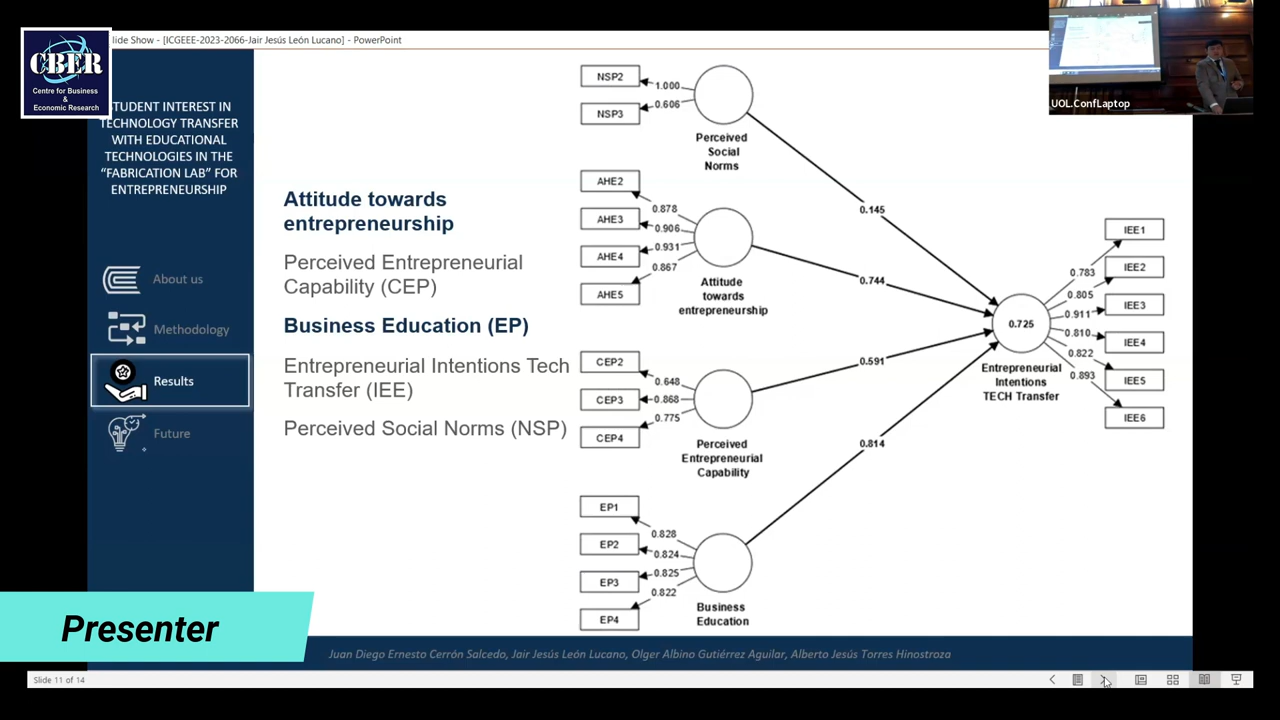 lide Show - [ICGEEE-2023-2066-Jair Jesús León Lucano] - PowerPoint
CBER
Centre for Business
&
Economic Research
UOL.ConfLaptop
STUDENT INTEREST IN
TECHNOLOGY TRANSFER
WITH EDUCATIONAL
TECHNOLOGIES IN THE
“FABRICATION LAB” FOR
ENTREPRENEURSHIP
About us
Methodology
Results
Future
Attitude towards
entrepreneurship
Perceived Entrepreneurial
Capability (CEP)
Business Education (EP)
Entrepreneurial Intentions Tech
Transfer (IEE)
Perceived Social Norms (NSP)
NSP2
1.000
NSP3
0.606
Perceived
Social
Norms
0.145
AHE2
0.878
AHE3
0.906
AHE4
0.931
AHE5
0.867
Attitude
towards
entrepreneurship
0.744
CEP2
0.648
CEP3
0.868
CEP4
0.775
Perceived
Entrepreneurial
Capability
0.591
EP1
0.828
EP2
0.824
EP3
0.825
EP4
0.822
Business
Education
0.814
0.725
Entrepreneurial
Intentions
TECH Transfer
IEE1
0.783
IEE2
0.805
IEE3
0.911
IEE4
0.810
IEE5
0.822
IEE6
0.893
Presenter
Juan Diego Ernesto Cerrón Salcedo, Jair Jesús León Lucano, Olger Albino Gutiérrez Aguilar, Alberto Jesús Torres Hinostroza
Slide 11 of 14